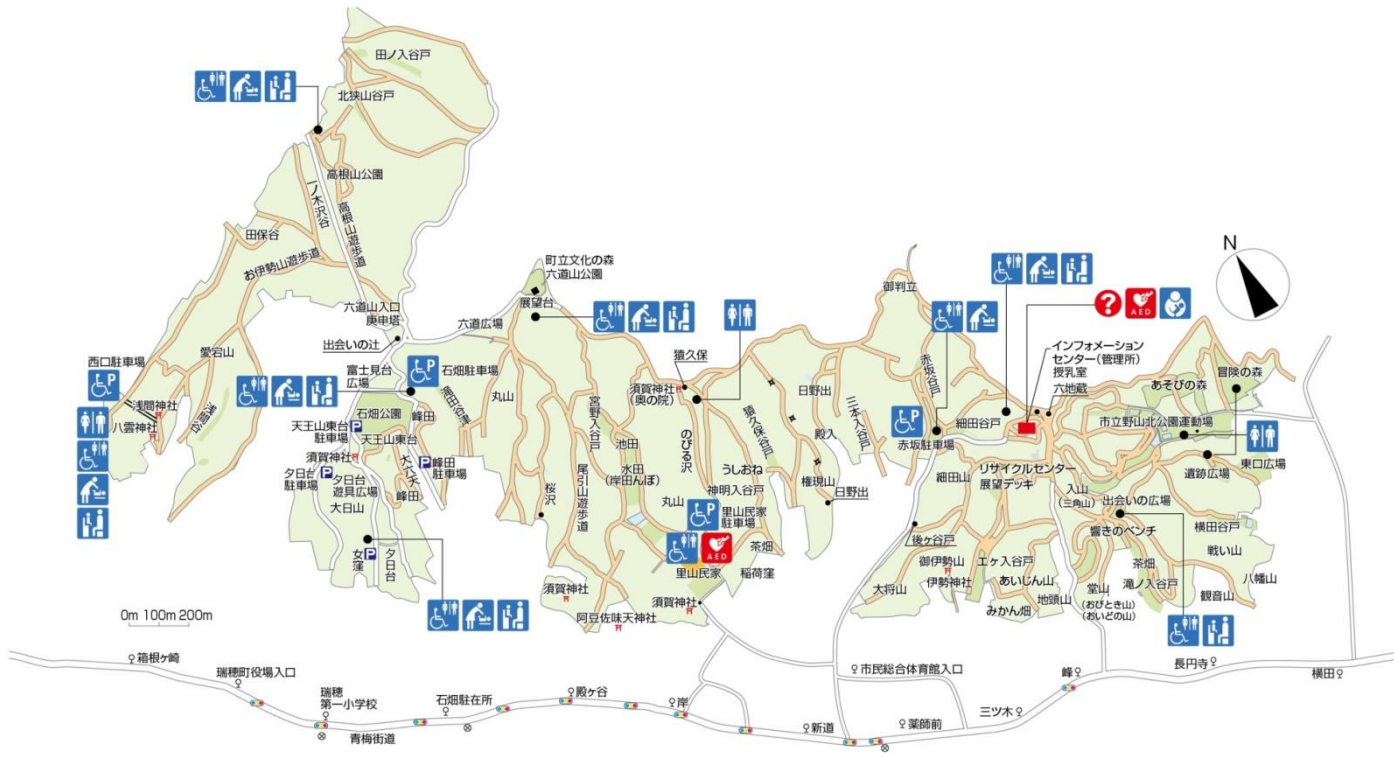 田ノ入谷戸
北狭山谷戸
高根山公園
一ノ木沢谷
高根山遊歩道
田保谷
お伊勢山遊歩道
六道山入口
庚申塔
出会いの辻
町立文化の森
六道山公園
展望台
六道広場
N
御判立
西口駐車場
P
愛宕山
浅間神社
八雲神社
浅間谷
富士見台
広場
P
石畑駐車場
石畑公園
峰田
天王山東台
駐車場
P
天王山東台
須賀神社
夕日台
駐車場
P
夕日台
遊具広場
大日山
峰田
P
峰田
駐車場
女窪
P
夕日台
丸山
桜沢
宮野入谷戸
尾引山遊歩道
池田
水田
(岸田んぼ)
丸山
須賀神社
(奥の院)
猿久保
のびる沢
猿久保谷戸
うしおね
神明入谷戸
P
里山民家
駐車場
AED
里山民家
茶畑
稲荷窪
須賀神社
須賀神社
阿豆佐味天神社
日野出
殿入
権現山
日野出
三本入谷戸
赤坂谷戸
P
赤坂駐車場
細田谷戸
?
AED
インフォメーション
センター(管理所)
授乳室
六地蔵
冒険の森
あそびの森
市立野山北公園運動場
東口広場
遺跡広場
リサイクルセンター
展望デッキ
細田山
入山
(三角山)
出会いの広場
響きのベンチ
横田谷戸
戦い山
八幡山
観音山
茶畑
滝ノ入谷戸
堂山
(おびとき山)
(おいどの山)
後ヶ谷戸
御伊勢山
伊勢神社
大将山
エヶ入谷戸
あいじん山
地頭山
みかん畑
0m 100m 200m
箱根ヶ崎
瑞穂町役場入口
瑞穂
第一小学校
青梅街道
石畑駐在所
殿ヶ谷
岸
新道
市民総合体育館入口
薬師前
三ツ木
峰
長円寺
横田